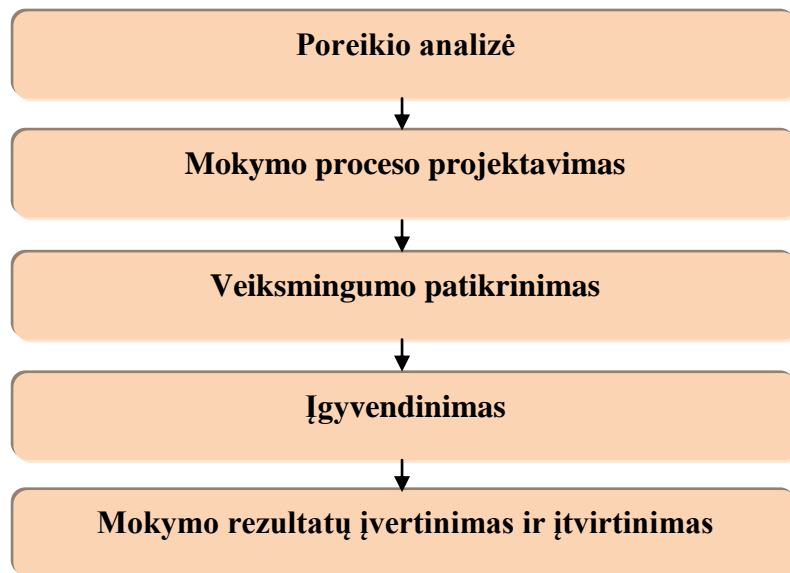 Poreikio analizė
Mokymo proceso projektavimas
Veiksmingumo patikrinimas
Įgyvendinimas
Mokymo rezultatų įvertinimas ir įtvirtinimas